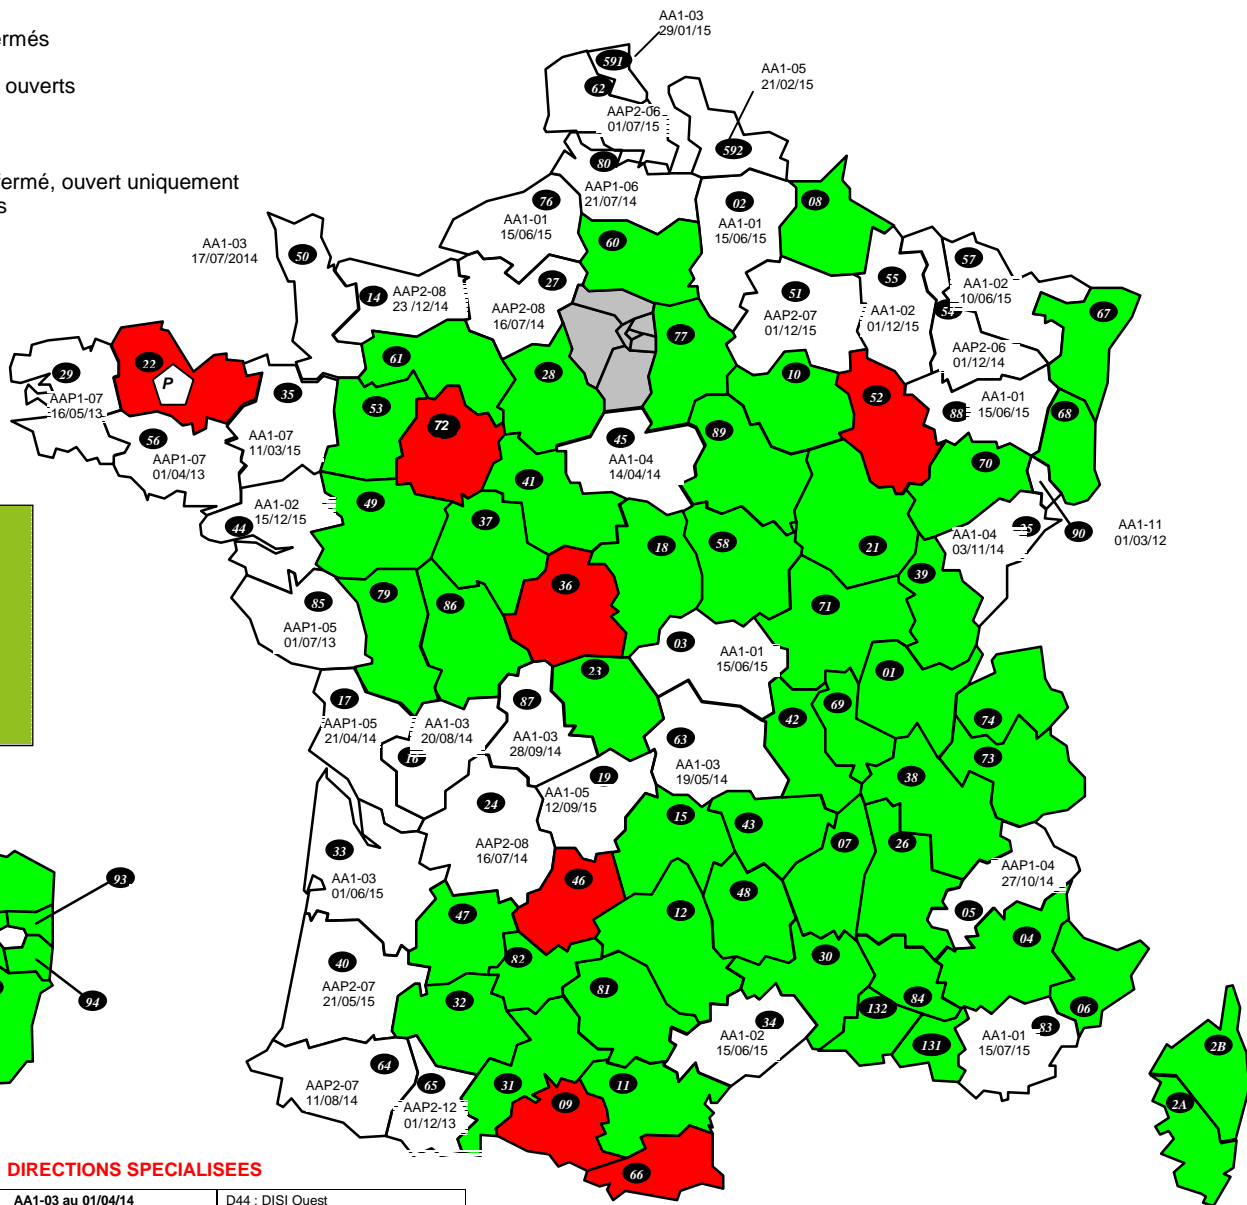 ermés
ouverts
fermé, ouvert uniquement
s
AA1-03
29/01/15
591
62
AAP2-06
01/07/15
AA1-05
21/02/15
592
80
AAP1-06
21/07/14
76
AA1-01
15/06/15
02
AA1-01
15/06/15
08
60
AA1-03
17/07/2014
50
14
AAP2-08
23 /12/14
27
AAP2-08
16/07/14
51
AAP2-07
01/12/15
55
AA1-02
01/12/15
57
AA1-02
10/06/15
54
AAP2-06
01/12/14
67
29
AAP1-07
16/05/13
22
P
35
AA1-07
11/03/15
56
AAP1-07
01/04/13
61
53
72
28
77
10
52
88
AA1-01
15/06/15
68
45
AA1-04
14/04/14
89
70
41
49
37
44
AA1-02
15/12/15
18
58
21
25
AA1-04
03/11/14
90
AA1-11
01/03/12
39
85
AAP1-05
01/07/13
79
86
36
71
03
AA1-01
15/06/15
01
23
17
AAP1-05
21/04/14
16
AA1-03
20/08/14
87
AA1-03
28/09/14
63
AA1-03
19/05/14
42
69
74
73
38
19
AA1-05
12/09/15
24
AAP2-08
16/07/14
15
43
07
26
33
AA1-03
01/06/15
AAP1-04
27/10/14
05
93
94
46
47
12
48
04
40
AAP2-07
21/05/15
82
30
32
81
84
132
06
34
AA1-02
15/06/15
131
83
AA1-01
15/07/15
64
AAP2-07
11/08/14
65
AAP2-12
01/12/13
31
09
11
66
2B
2A
DIRECTIONS SPECIALISEES
AA1-03 au 01/04/14
D44 : DISI Ouest